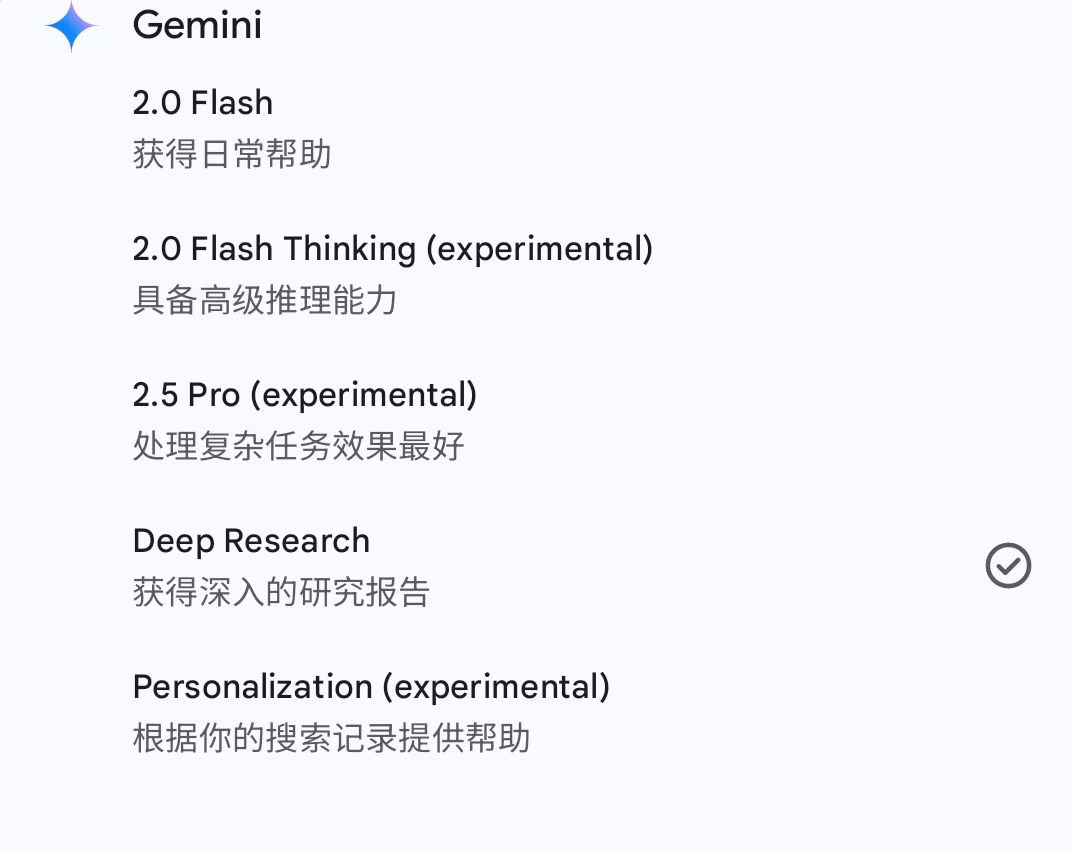 Gemini
2.0 Flash
获得日常帮助
2.0 Flash Thinking (experimental)
具备高级推理能力
2.5 Pro (experimental)
处理复杂任务效果最好
Deep Research
获得深入的研究报告
Personalization (experimental)
根据你的搜索记录提供帮助